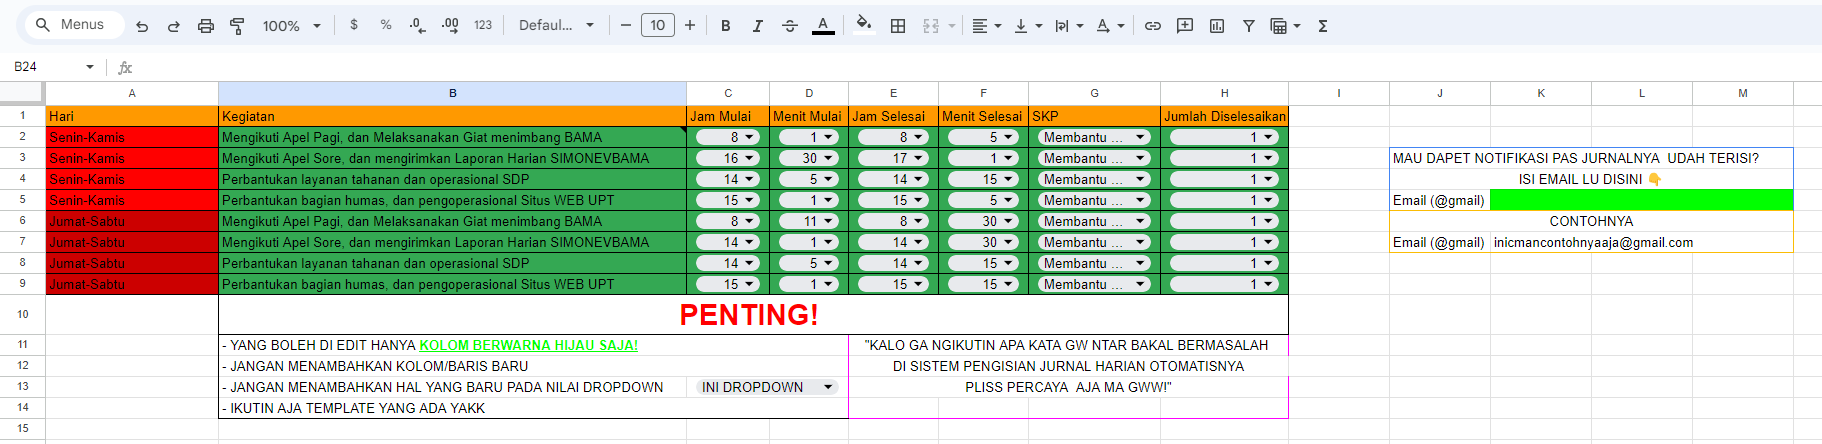 Menus 100% $ % .0 .00 123 Defaul... 10 B I A
B24 fx
A B C D E F G H I J K L M
1 Hari Kegiatan Jam Mulai Menit Mulai Jam Selesai Menit Selesai SKP Jumlah Diselesaikan
2 Senin-Kamis Mengikuti Apel Pagi, dan Melaksanakan Giat menimbang BAMA 8 1 8 5 Membantu ... 1
3 Senin-Kamis Mengikuti Apel Sore, dan mengirimkan Laporan Harian SIMONEVBAMA 16 30 17 1 Membantu ... 1 MAU DAPET NOTIFIKASI PAS JURNALNYA UDAH TERISI?
4 Senin-Kamis Perbantukan layanan tahanan dan operasional SDP 14 5 14 15 Membantu ... 1 ISI EMAIL LU DISINI 👇
5 Senin-Kamis Perbantukan bagian humas, dan pengoperasional Situs WEB UPT 15 1 15 5 Membantu ... 1 Email (@gmail)
6 Jumat-Sabtu Mengikuti Apel Pagi, dan Melaksanakan Giat menimbang BAMA 8 11 8 30 Membantu ... 1 CONTOHNYA
7 Jumat-Sabtu Mengikuti Apel Sore, dan mengirimkan Laporan Harian SIMONEVBAMA 14 1 14 30 Membantu ... 1 Email (@gmail) inicmancontohnyaaja@gmail.com
8 Jumat-Sabtu Perbantukan layanan tahanan dan operasional SDP 14 5 14 15 Membantu ... 1
9 Jumat-Sabtu Perbantukan bagian humas, dan pengoperasional Situs WEB UPT 15 1 15 15 Membantu ... 1
10 PENTING!
11 - YANG BOLEH DI EDIT HANYA KOLOM BERWARNA HIJAU SAJA! "KALO GA NGIKUTIN APA KATA GW NTAR BAKAL BERMASALAH
12 - JANGAN MENAMBAHKAN KOLOM/BARIS BARU DI SISTEM PENGISIAN JURNAL HARIAN OTOMATISNYA
13 - JANGAN MENAMBAHKAN HAL YANG BARU PADA NILAI DROPDOWN INI DROPDOWN PLISS PERCAYA AJA MA GWW!"
14 - IKUTIN AJA TEMPLATE YANG ADA YAKK
15